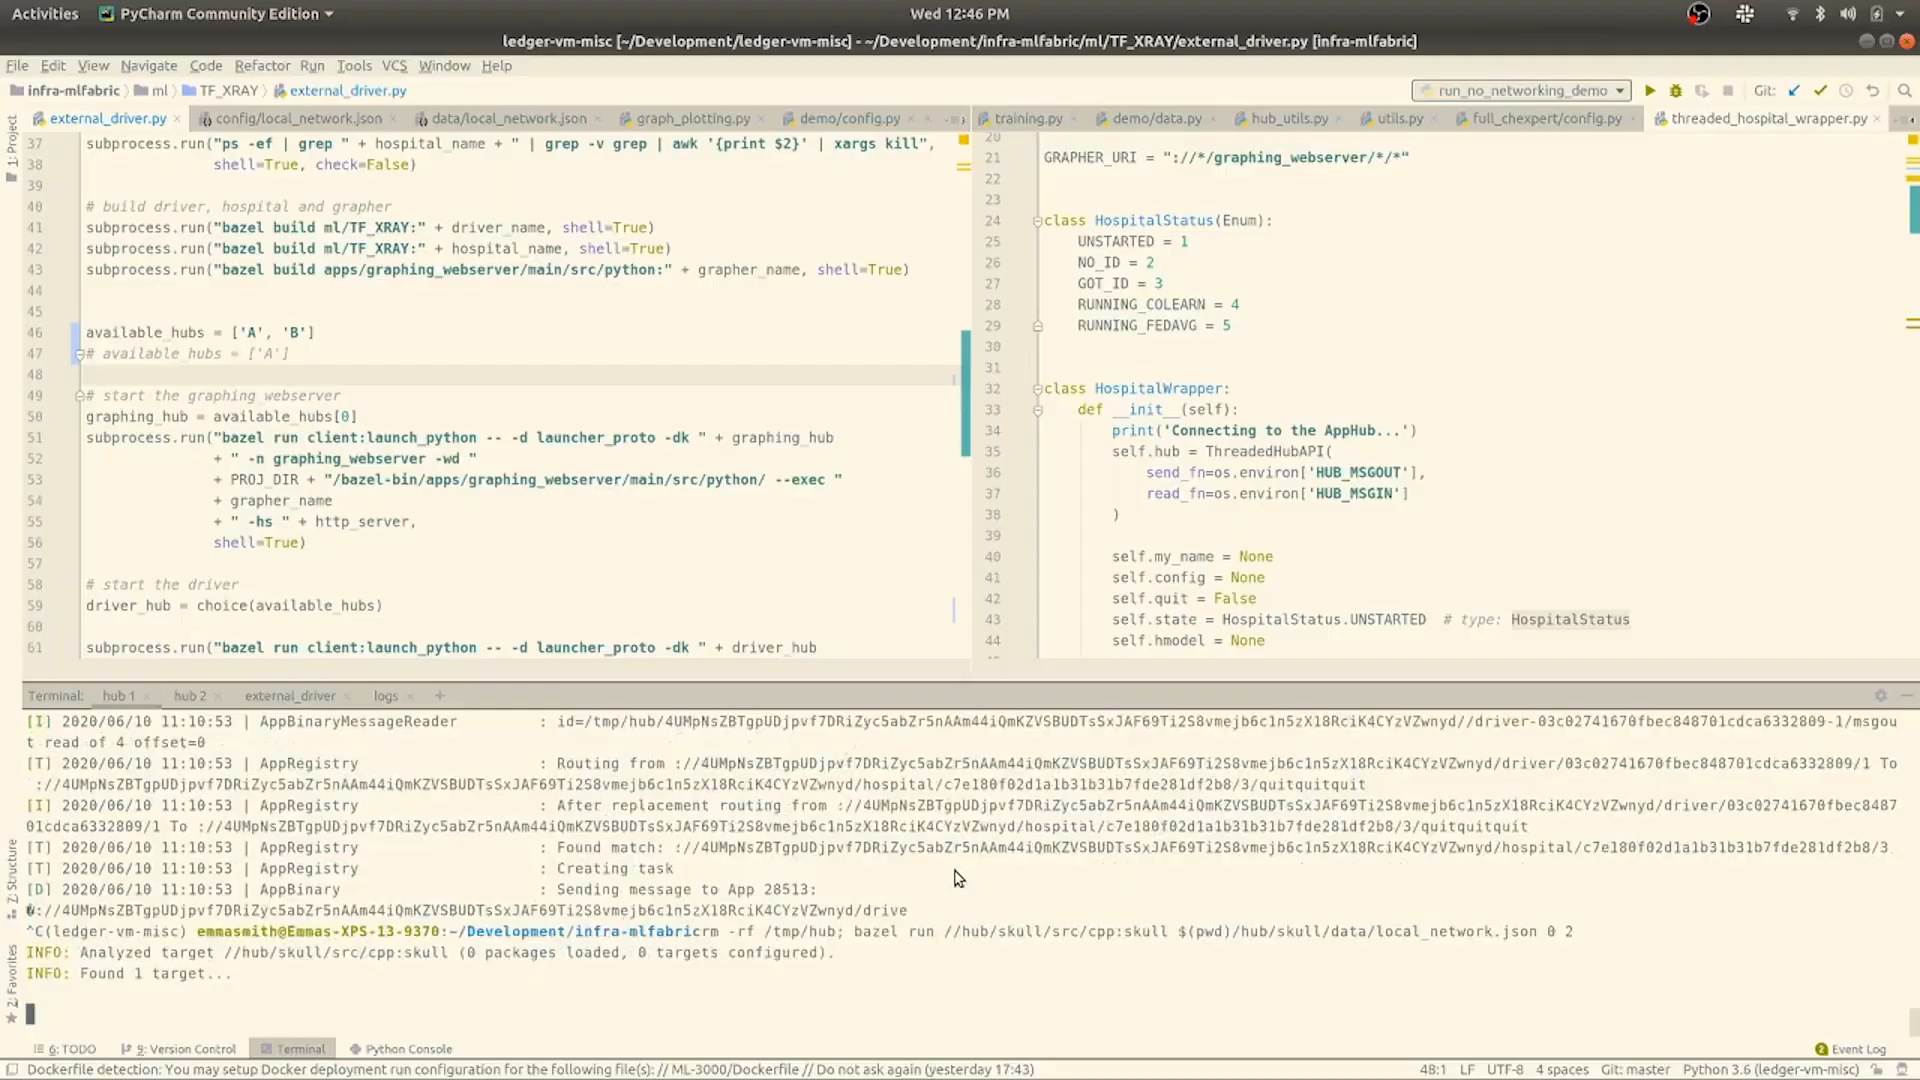 Activities PyCharm Community Edition Wed 12:46 PM
ledger-vm-misc [~/Development/ledger-vm-misc] - ~/Development/infra-mlfabric/ml/TF_XRAY/external_driver.py [infra-mlfabric]
File Edit View Navigate Code Refactor Run Tools VCS Window Help
infra-mlfabric ml TF_XRAY external_driver.py run_no_networking_demo Git:
external_driver.py config/local_network.json data/local_network.json graph_plotting.py demo/config.py training.py demo/data.py hub_utils.py utils.py full_chexpert/config.py threaded_hospital_wrapper.py
1: Project
37 subprocess.run("ps -ef | grep " + hospital_name + " | grep -v grep | awk '{print $2}' | xargs kill",
38 shell=True, check=False)
39
40 # build driver, hospital and grapher
41 subprocess.run("bazel build ml/TF_XRAY:" + driver_name, shell=True)
42 subprocess.run("bazel build ml/TF_XRAY:" + hospital_name, shell=True)
43 subprocess.run("bazel build apps/graphing_webserver/main/src/python:" + grapher_name, shell=True)
44
45
46 available_hubs = ['A', 'B']
47 # available_hubs = ['A']
48
49 # start the graphing webserver
50 graphing_hub = available_hubs[0]
51 subprocess.run("bazel run client:launch_python -- -d launcher_proto -dk " + graphing_hub
52 + " -n graphing_webserver -wd "
53 + PROJ_DIR + "/bazel-bin/apps/graphing_webserver/main/src/python/ --exec "
54 + grapher_name
55 + " -hs " + http_server,
56 shell=True)
57
58 # start the driver
59 driver_hub = choice(available_hubs)
60
61 subprocess.run("bazel run client:launch_python -- -d launcher_proto -dk " + driver_hub
20
21 GRAPHER_URI = "://*/graphing_webserver/*/*"
22
23
24 class HospitalStatus(Enum):
25 UNSTARTED = 1
26 NO_ID = 2
27 GOT_ID = 3
28 RUNNING_COLEARN = 4
29 RUNNING_FEDAVG = 5
30
31
32 class HospitalWrapper:
33 def __init__(self):
34 print('Connecting to the AppHub...')
35 self.hub = ThreadedHubAPI(
36 send_fn=os.environ['HUB_MSGOUT'],
37 read_fn=os.environ['HUB_MSGIN']
38 )
39
40 self.my_name = None
41 self.config = None
42 self.quit = False
43 self.state = HospitalStatus.UNSTARTED # type: HospitalStatus
44 self.hmodel = None
Terminal: hub 1 hub 2 external_driver logs +
[I] 2020/06/10 11:10:53 | AppBinaryMessageReader : id=/tmp/hub/4UMpNsZBTgpUDjpvf7DRiZyc5abZr5nAAm44iQmKZVSBUDTsSxJAF69Ti2S8vmejb6c1n5zX18RciK4CYzVZwnyd//driver-03c02741670fbec848701cdca6332809-1/msgou
t read of 4 offset=0
[T] 2020/06/10 11:10:53 | AppRegistry : Routing from ://4UMpNsZBTgpUDjpvf7DRiZyc5abZr5nAAm44iQmKZVSBUDTsSxJAF69Ti2S8vmejb6c1n5zX18RciK4CYzVZwnyd/driver/03c02741670fbec848701cdca6332809/1 To
://4UMpNsZBTgpUDjpvf7DRiZyc5abZr5nAAm44iQmKZVSBUDTsSxJAF69Ti2S8vmejb6c1n5zX18RciK4CYzVZwnyd/hospital/c7e180f02d1a1b31b31b7fde281df2b8/3/quitquitquit
[I] 2020/06/10 11:10:53 | AppRegistry : After replacement routing from ://4UMpNsZBTgpUDjpvf7DRiZyc5abZr5nAAm44iQmKZVSBUDTsSxJAF69Ti2S8vmejb6c1n5zX18RciK4CYzVZwnyd/driver/03c02741670fbec8487
01cdca6332809/1 To ://4UMpNsZBTgpUDjpvf7DRiZyc5abZr5nAAm44iQmKZVSBUDTsSxJAF69Ti2S8vmejb6c1n5zX18RciK4CYzVZwnyd/hospital/c7e180f02d1a1b31b31b7fde281df2b8/3/quitquitquit
[T] 2020/06/10 11:10:53 | AppRegistry : Found match: ://4UMpNsZBTgpUDjpvf7DRiZyc5abZr5nAAm44iQmKZVSBUDTsSxJAF69Ti2S8vmejb6c1n5zX18RciK4CYzVZwnyd/hospital/c7e180f02d1a1b31b31b7fde281df2b8/3
[T] 2020/06/10 11:10:53 | AppRegistry : Creating task
[D] 2020/06/10 11:10:53 | AppBinary : Sending message to App 28513:
�://4UMpNsZBTgpUDjpvf7DRiZyc5abZr5nAAm44iQmKZVSBUDTsSxJAF69Ti2S8vmejb6c1n5zX18RciK4CYzVZwnyd/drive
^C(ledger-vm-misc) emmasmith@Emmas-XPS-13-9370:~/Development/infra-mlfabricrm -rf /tmp/hub; bazel run //hub/skull/src/cpp:skull $(pwd)/hub/skull/data/local_network.json 0 2
INFO: Analyzed target //hub/skull/src/cpp:skull (0 packages loaded, 0 targets configured).
INFO: Found 1 target...
7: Structure
2: Favorites
6: TODO 9: Version Control Terminal Python Console 2 Event Log
Dockerfile detection: You may setup Docker deployment run configuration for the following file(s): // ML-3000/Dockerfile // Do not ask again (yesterday 17:43) 48:1 LF UTF-8 4 spaces Git: master Python 3.6 (ledger-vm-misc)